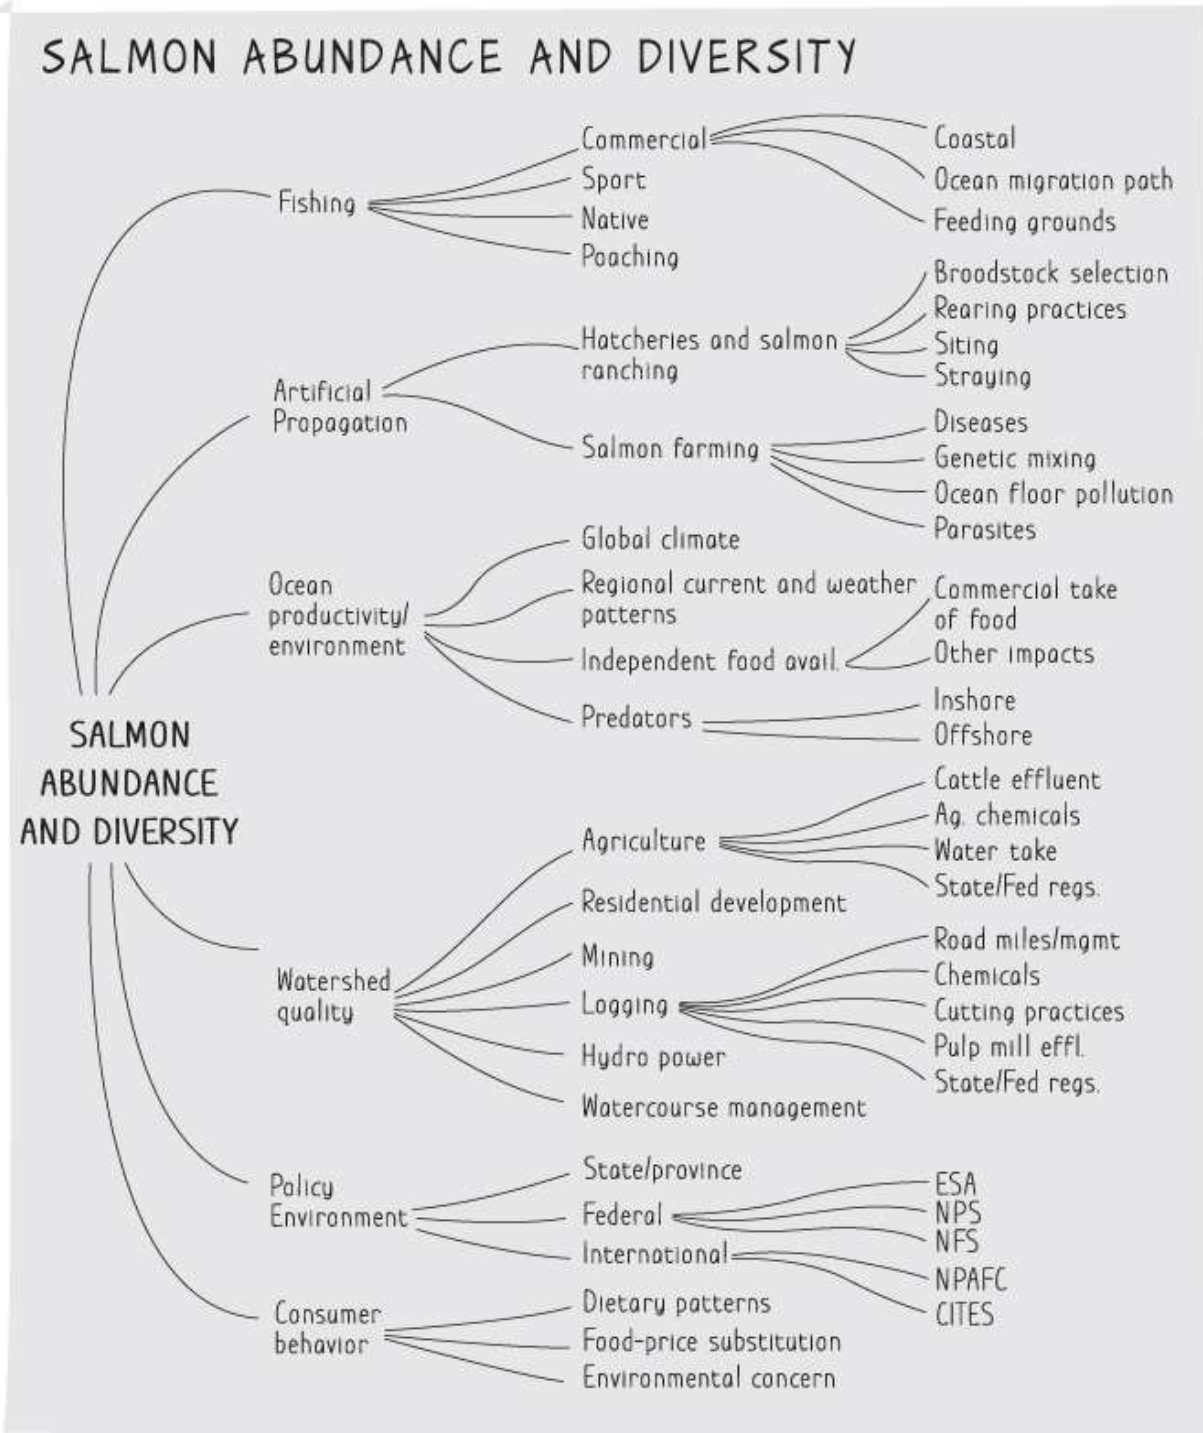 SALMON ABUNDANCE AND DIVERSITY
Fishing
Commercial
Coastal
Ocean migration path
Feeding grounds
Sport
Native
Poaching
Artificial
Propagation
Hatcheries and salmon
ranching
Broodstock selection
Rearing practices
Siting
Straying
Salmon farming
Diseases
Genetic mixing
Ocean floor pollution
Parasites
Ocean
productivity/
environment
Global climate
Regional current and weather
patterns
Independent food avail.
Commercial take
of food
Other impacts
Predators
Inshore
Offshore
SALMON
ABUNDANCE
AND DIVERSITY
Watershed
quality
Agriculture
Cattle effluent
Ag. chemicals
Water take
State/Fed regs.
Residential development
Mining
Logging
Road miles/mgmt
Chemicals
Cutting practices
Pulp mill effl.
State/Fed regs.
Hydro power
Watercourse management
Policy
Environment
State/province
Federal
ESA
NPS
NFS
International
NPAFC
CITES
Consumer
behavior
Dietary patterns
Food-price substitution
Environmental concern